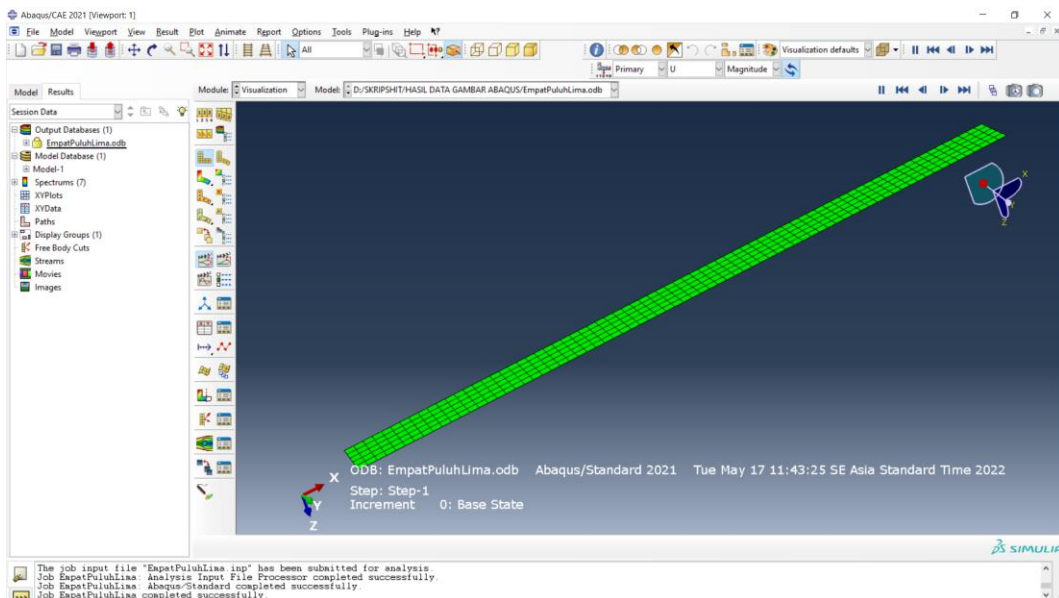 Abaqus/CAE 2021 [Viewport: 1]
File Model Viewport View Result Plot Animate Report Options Tools Plug-ins Help
All Visualization defaults
Primary U Magnitude
Model Results Module: Visualization Model: D:/SKRIPSHIT/HASIL DATA GAMBAR ABAQUS/EmpatPuluhLima.odb
Session Data
Output Databases (1)
EmpatPuluhLima.odb
Model Database (1)
Model-1
Spectrums (7)
XYPlots
XYData
Paths
Display Groups (1)
Free Body Cuts
Streams
Movies
Images
X
Y
Z
X
Y
Z
ODB: EmpatPuluhLima.odb Abaqus/Standard 2021 Tue May 17 11:43:25 SE Asia Standard Time 2022
Step: Step-1
Increment 0: Base State
SIMULIA
The job input file "EmpatPuluhLima.inp" has been submitted for analysis.
Job EmpatPuluhLima: Analysis Input File Processor completed successfully.
Job EmpatPuluhLima: Abaqus/Standard completed successfully.
Job EmpatPuluhLima completed successfully.